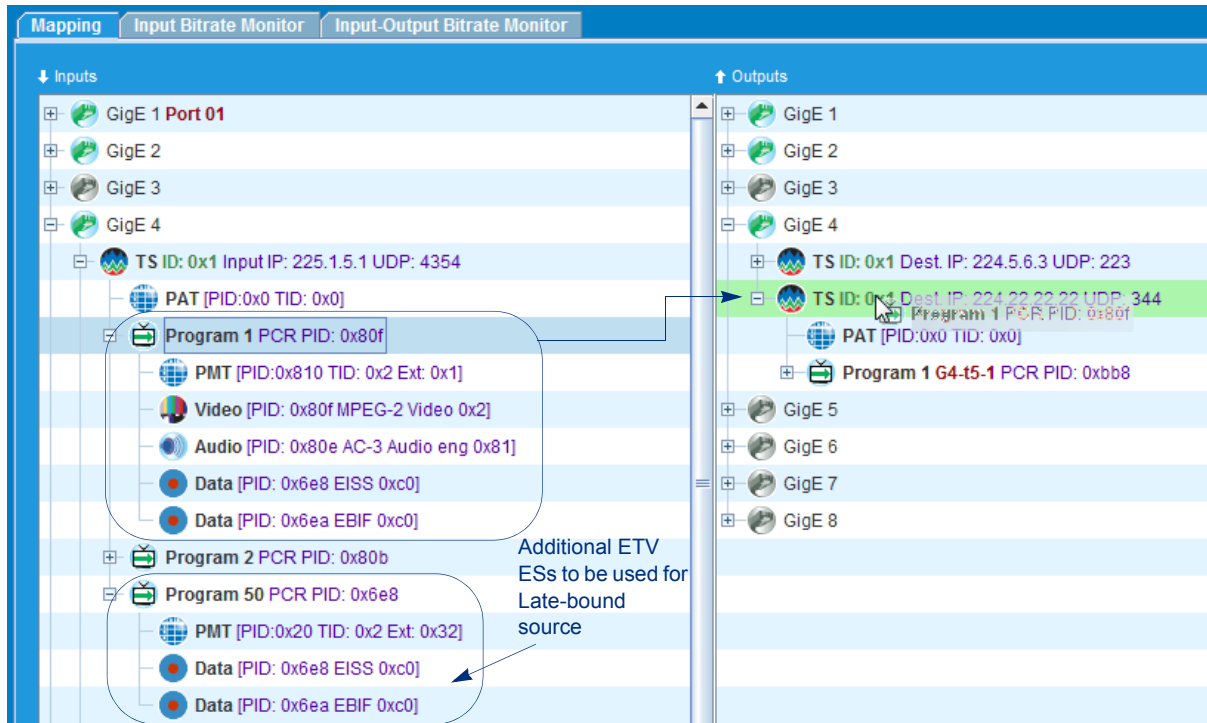 Mapping
Input Bitrate Monitor
Input-Output Bitrate Monitor
Inputs
GigE 1 Port 01
GigE 2
GigE 3
GigE 4
TS ID: 0x1 Input IP: 225.1.5.1 UDP: 4354
PAT [PID:0x0 TID: 0x0]
Program 1 PCR PID: 0x80f
PMT [PID:0x810 TID: 0x2 Ext: 0x1]
Video [PID: 0x80f MPEG-2 Video 0x2]
Audio [PID: 0x80e AC-3 Audio eng 0x81]
Data [PID: 0x6e8 EISS 0xc0]
Data [PID: 0x6ea EBIF 0xc0]
Program 2 PCR PID: 0x80b
Program 50 PCR PID: 0x6e8
PMT [PID:0x20 TID: 0x2 Ext: 0x32]
Data [PID: 0x6e8 EISS 0xc0]
Data [PID: 0x6ea EBIF 0xc0]
Additional ETV
ESs to be used for
Late-bound
source
Outputs
GigE 1
GigE 2
GigE 3
GigE 4
TS ID: 0x1 Dest. IP: 224.5.6.3 UDP: 223
TS ID: 0x1 Dest. IP: 224.22.22.22 UDP: 344
Program 1 PCR PID: 0x80f
PAT [PID:0x0 TID: 0x0]
Program 1 G4-t5-1 PCR PID: 0xbb8
GigE 5
GigE 6
GigE 7
GigE 8